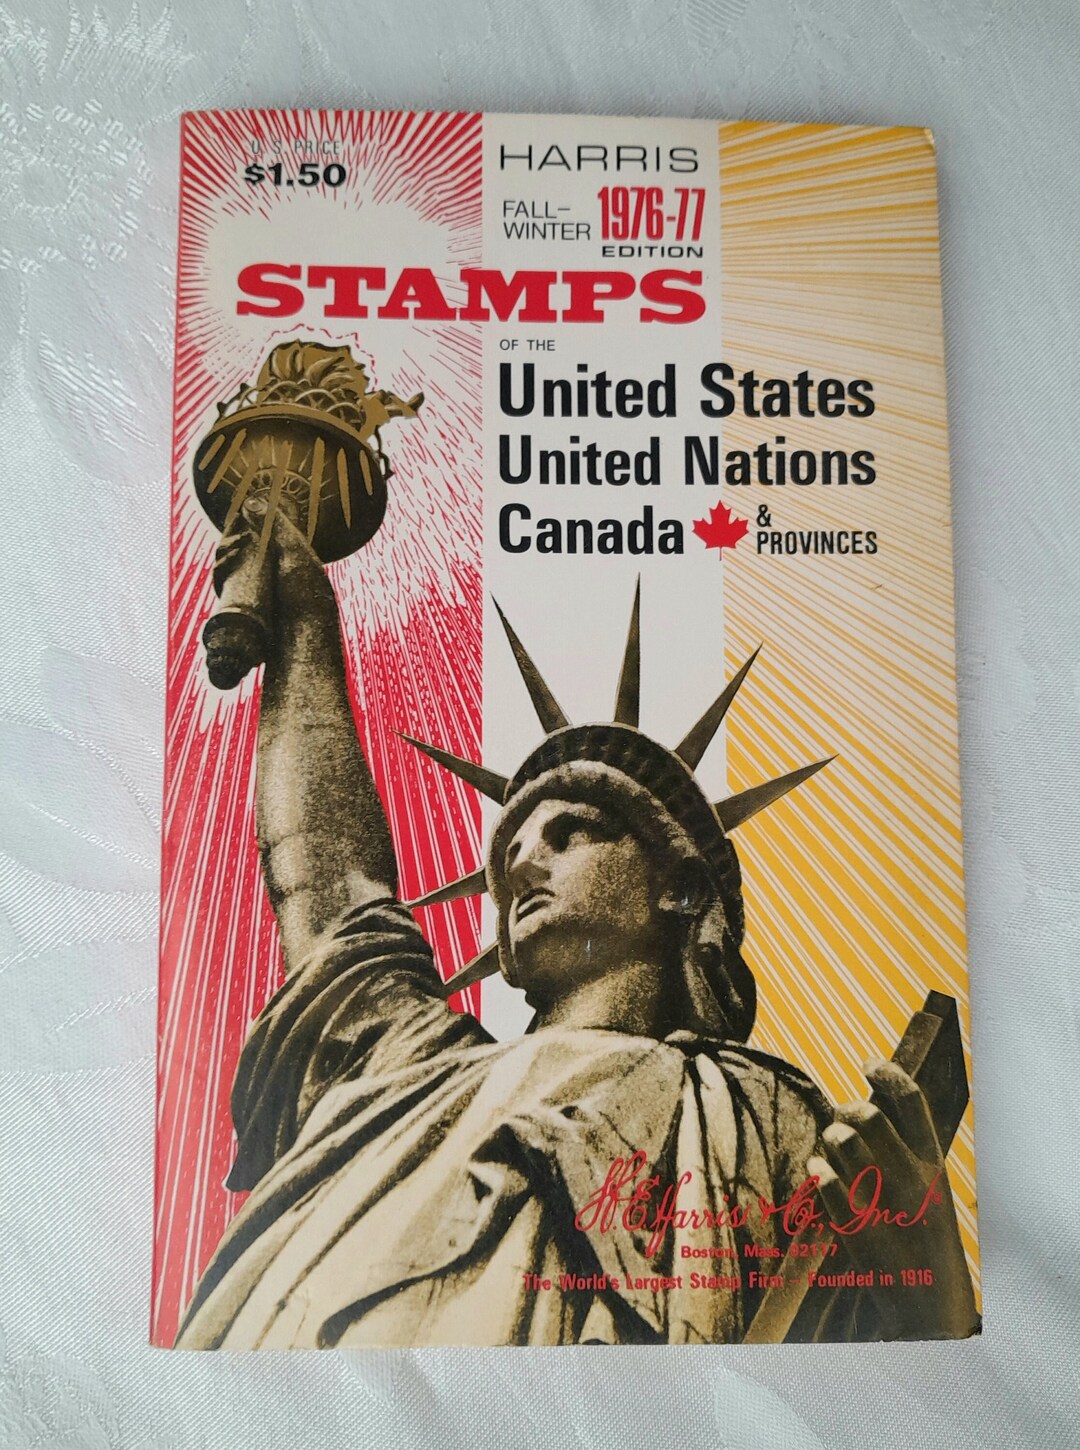 U.S. PRICE
$1.50
HARRIS
FALL-
WINTER 1976-77
EDITION
STAMPS
OF THE
United States
United Nations
Canada &
PROVINCES
H.E. Harris & Co., Inc.®
Boston, Mass. 02117
The World's Largest Stamp Firm – Founded in 1916